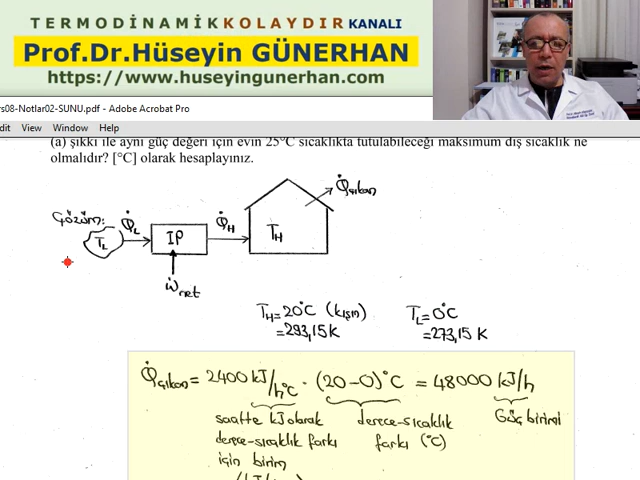 TERMODİNAMİKKOLAYDIR KANALI
Prof.Dr.Hüseyin GÜNERHAN
https://www.huseyingunerhan.com
s08-Notlar02-SUNU.pdf - Adobe Acrobat Pro
dit View Window Help
(a) şıkkı ile aynı güç değeri için evin 25°C sıcaklıkta tutulabileceği maksimum dış sıcaklık ne
olmalıdır? [°C] olarak hesaplayınız.
Çözüm:
Q̇çıkan
TL Q̇L IP Q̇H TH
Ẇnet
TH=20°C (kışın) TL=0°C
=293,15K =273,15 K
Q̇çıkan = 2400 kJ/h°C . (20-0)°C = 48000 kJ/h
saatte kJ olarak derece-sıcaklık Güç birimi
derece-sıcaklık farkı farkı (°C)
için birim